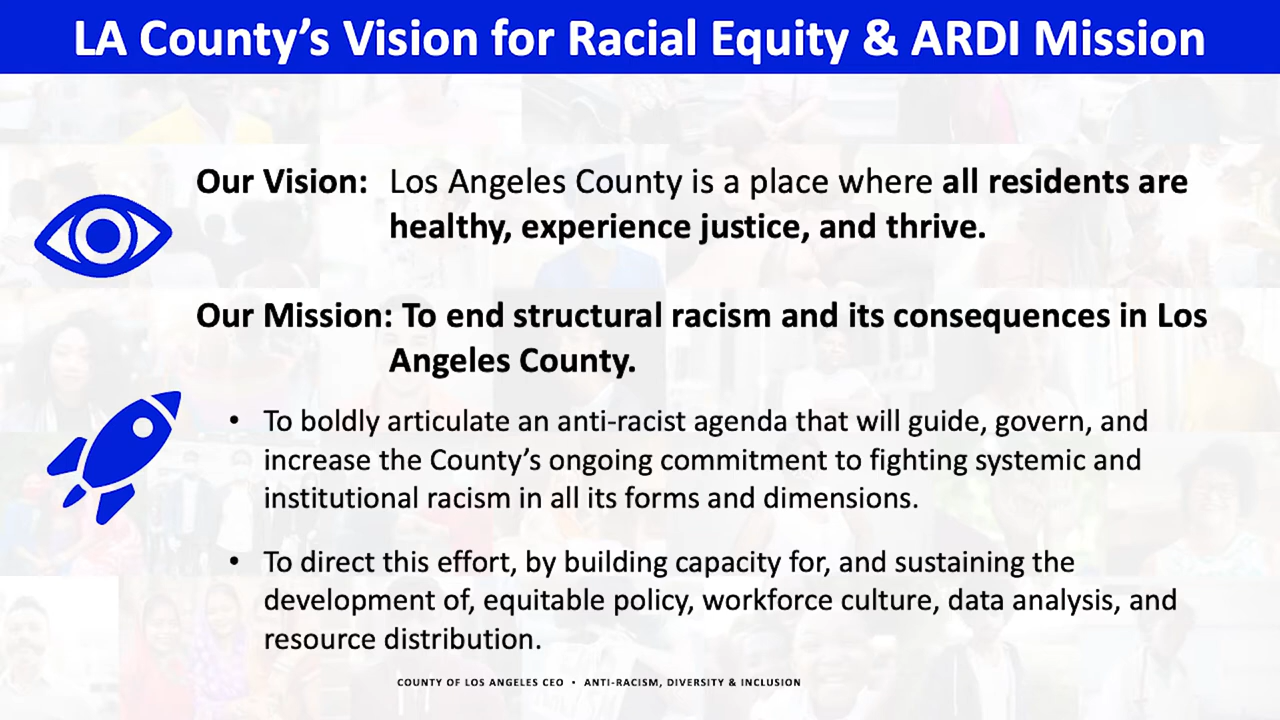 LA County’s Vision for Racial Equity & ARDI Mission
Our Vision: Los Angeles County is a place where all residents are
healthy, experience justice, and thrive.
Our Mission: To end structural racism and its consequences in Los
Angeles County.
• To boldly articulate an anti-racist agenda that will guide, govern, and
increase the County’s ongoing commitment to fighting systemic and
institutional racism in all its forms and dimensions.
• To direct this effort, by building capacity for, and sustaining the
development of, equitable policy, workforce culture, data analysis, and
resource distribution.
COUNTY OF LOS ANGELES CEO • ANTI-RACISM, DIVERSITY & INCLUSION